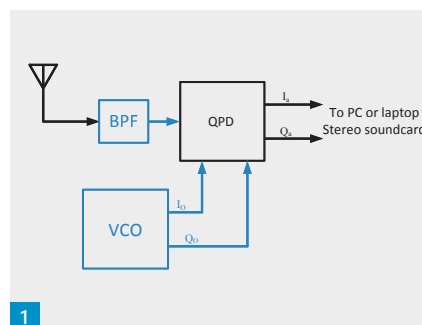 BPF
QPD
Ia
Qa
To PC or laptop
Stereo soundcard
VCO
IO
QO
1